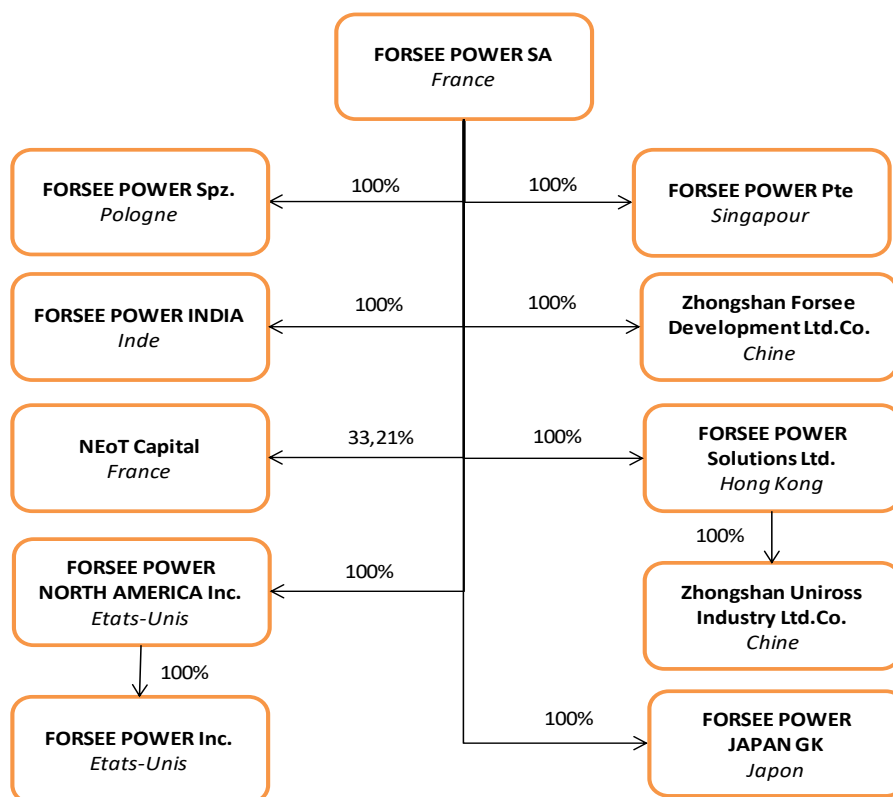 FORSEE POWER SA
France
100%
100%
FORSEE POWER Spz.
Pologne
FORSEE POWER Pte
Singapour
100%
100%
FORSEE POWER INDIA
Inde
Zhongshan Forsee
Development Ltd.Co.
Chine
33,21%
100%
NEoT Capital
France
FORSEE POWER
Solutions Ltd.
Hong Kong
100%
100%
FORSEE POWER
NORTH AMERICA Inc.
Etats-Unis
Zhongshan Uniross
Industry Ltd.Co.
Chine
100%
100%
FORSEE POWER Inc.
Etats-Unis
FORSEE POWER
JAPAN GK
Japon